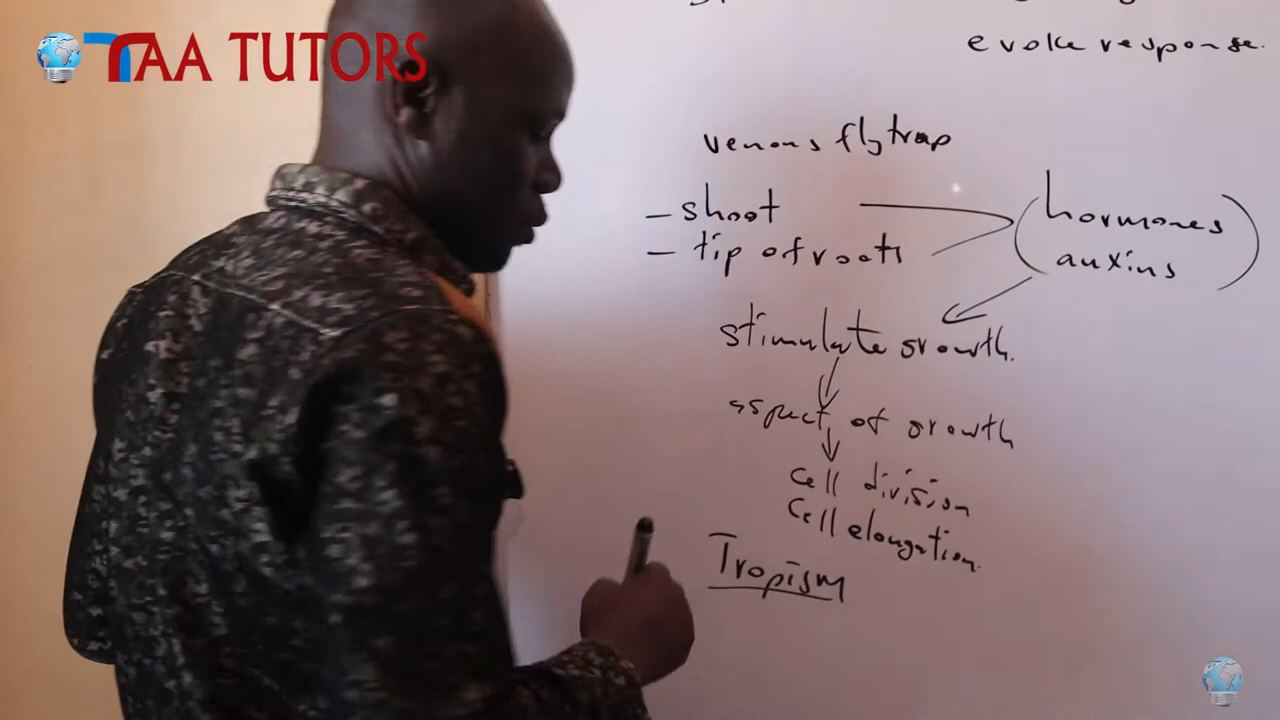 TAA TUTORS
evoke response.
venous flytrap
- shoot
- tip of roots
hormones
auxins
stimulate growth.
aspect of growth
cell division
cell elongation.
Tropism